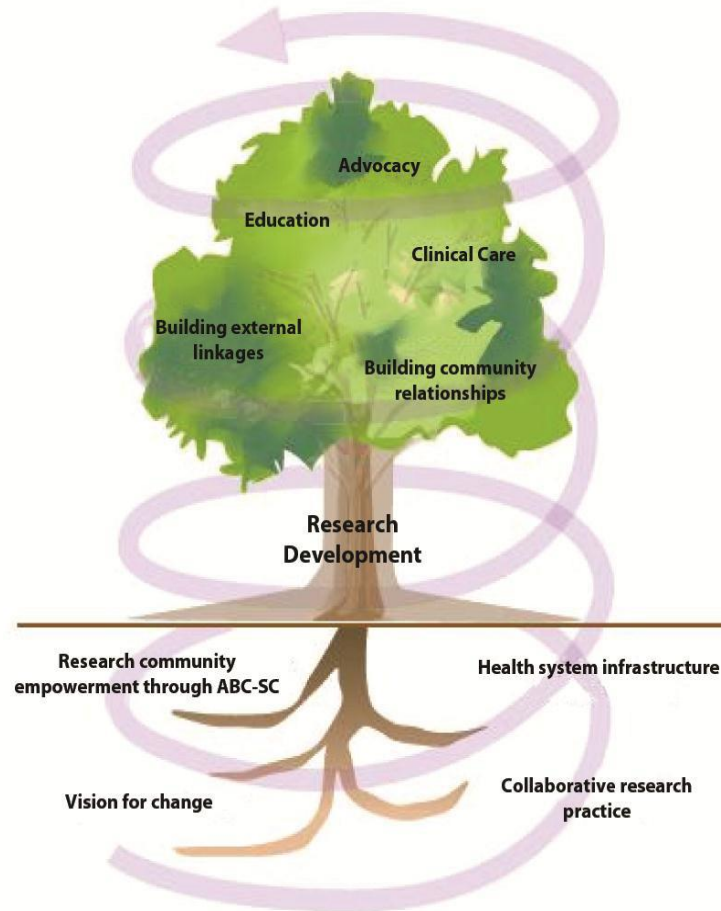 Advocacy
Education
Clinical Care
Building external
linkages
Building community
relationships
Research
Development
Research community
empowerment through ABC-SC
Health system infrastructure
Vision for change
Collaborative research
practice